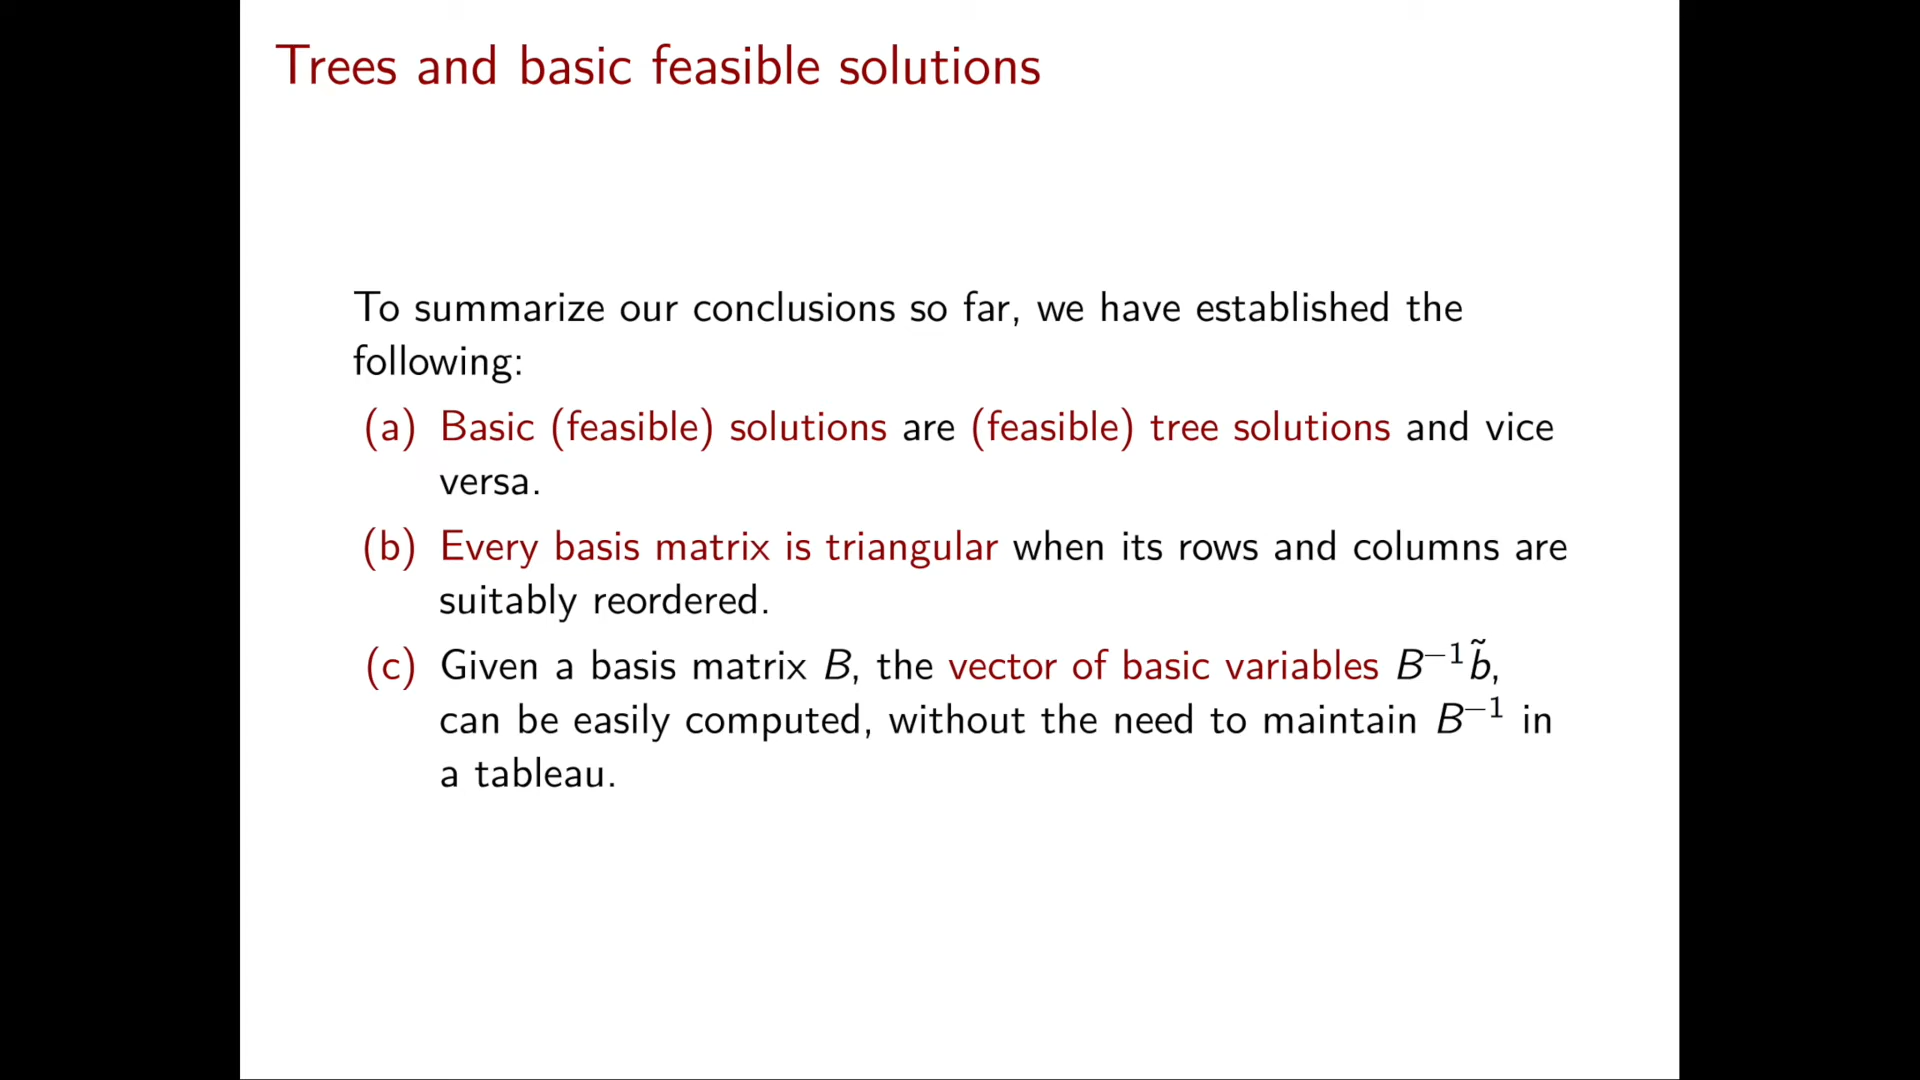 Trees and basic feasible solutions
To summarize our conclusions so far, we have established the
following:
(a) Basic (feasible) solutions are (feasible) tree solutions and vice
versa.
(b) Every basis matrix is triangular when its rows and columns are
suitably reordered.
(c) Given a basis matrix B, the vector of basic variables B⁻¹b̃,
can be easily computed, without the need to maintain B⁻¹ in
a tableau.